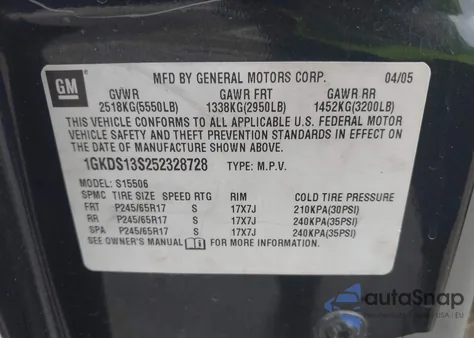 GM
MFD BY GENERAL MOTORS CORP. 04/05
GVWR GAWR FRT GAWR RR
2518KG(5550LB) 1338KG(2950LB) 1452KG(3200LB)
THIS VEHICLE CONFORMS TO ALL APPLICABLE U.S. FEDERAL MOTOR
VEHICLE SAFETY AND THEFT PREVENTION STANDARDS IN EFFECT ON
THE DATE OF MANUFACTURE SHOWN ABOVE.
1GKDS13S252328728 TYPE: M.P.V.
MODEL: S15506
SPMC TIRE SIZE SPEED RTG RIM COLD TIRE PRESSURE
FRT P245/65R17 S 17X7J 210KPA(30PSI)
RR P245/65R17 S 17X7J 240KPA(35PSI)
SPA P245/65R17 S 17X7J 240KPA(35PSI)
SEE OWNER'S MANUAL FOR MORE INFORMATION.
autoSnap
USA / EU